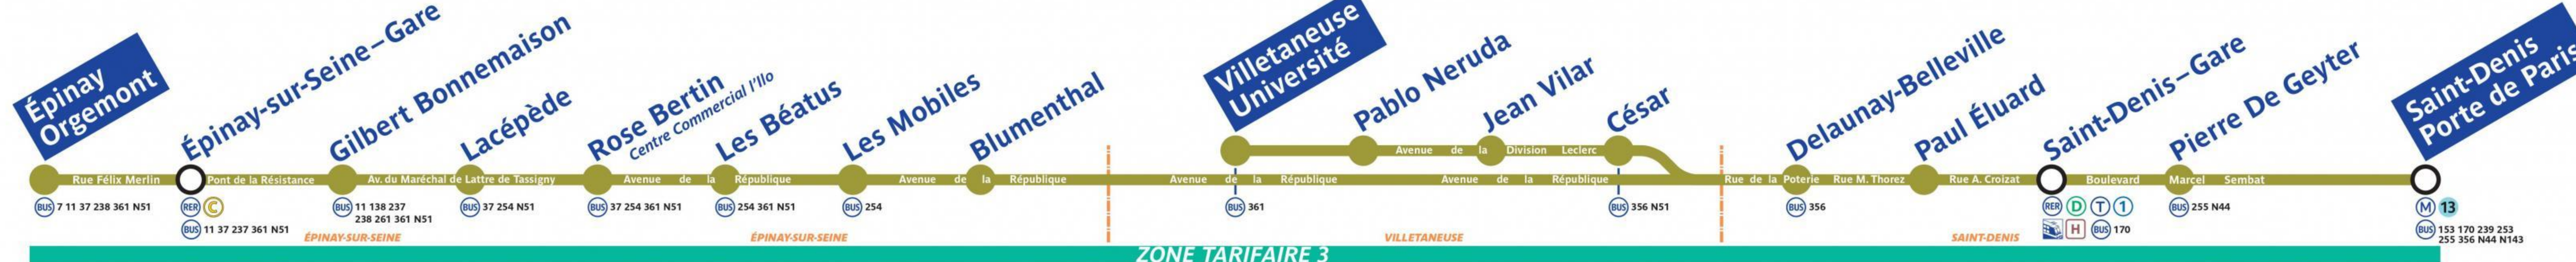 Épinay
Orgemont
Épinay-sur-Seine–Gare
Gilbert Bonnemaison
Lacépède
Rose Bertin
Centre Commercial l'Ilo
Les Béatus
Les Mobiles
Blumenthal
Villetaneuse
Université
Pablo Neruda
Jean Vilar
César
Delaunay-Belleville
Paul Éluard
Saint-Denis–Gare
Pierre De Geyter
Saint-Denis
Porte de Paris
Avenue de la Division Leclerc
Rue Félix Merlin
Pont de la Résistance
Av. du Maréchal de Lattre de Tassigny
Avenue de la République
Avenue de la République
Avenue de la République
Avenue de la République
Rue de la Poterie
Rue M. Thorez
Rue A. Croizat
Boulevard Marcel Sembat
BUS 7 11 37 238 361 N51
RER C
BUS 11 37 237 361 N51
BUS 11 138 237
238 261 361 N51
BUS 37 254 N51
BUS 37 254 361 N51
BUS 254 361 N51
BUS 254
BUS 361
BUS 356 N51
BUS 356
RER D T 1
H BUS 170
BUS 255 N44
M 13
BUS 153 170 239 253
255 356 N44 N143
ÉPINAY-SUR-SEINE
ÉPINAY-SUR-SEINE
VILLETANEUSE
SAINT-DENIS
ZONE TARIFAIRE 3